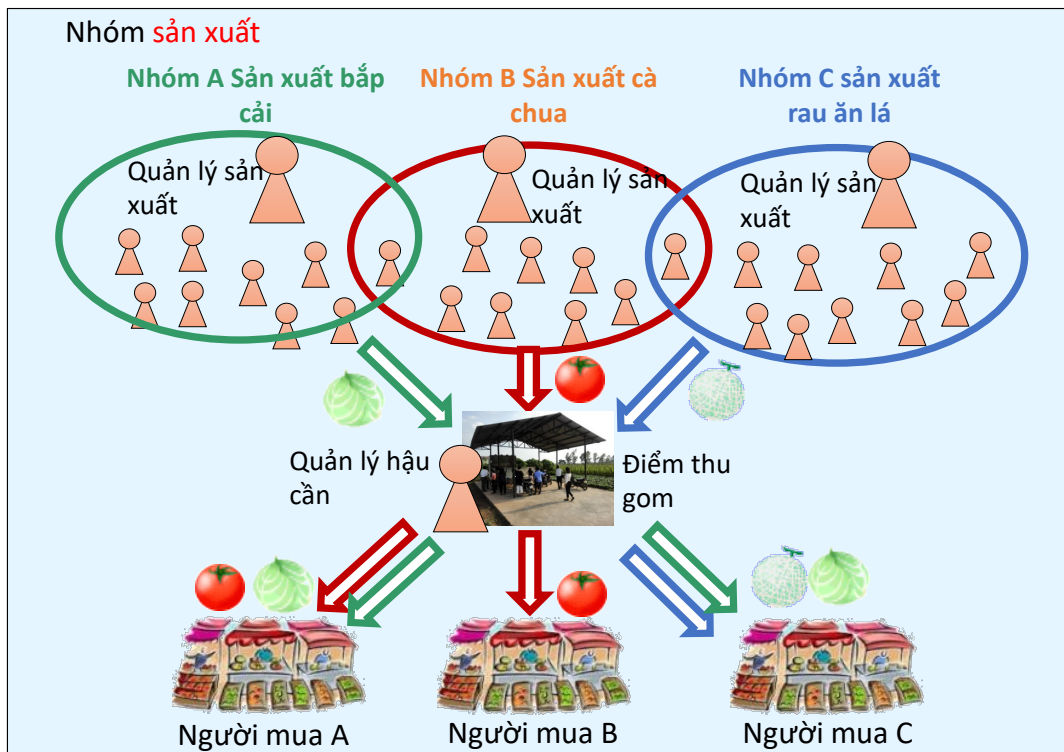 Nhóm sản xuất
Nhóm A Sản xuất bắp
cải
Nhóm B Sản xuất cà
chua
Nhóm C sản xuất
rau ăn lá
Quản lý sản
xuất
Quản lý sản
xuất
Quản lý sản
xuất
Quản lý hậu
cần
Điểm thu
gom
Người mua A
Người mua B
Người mua C